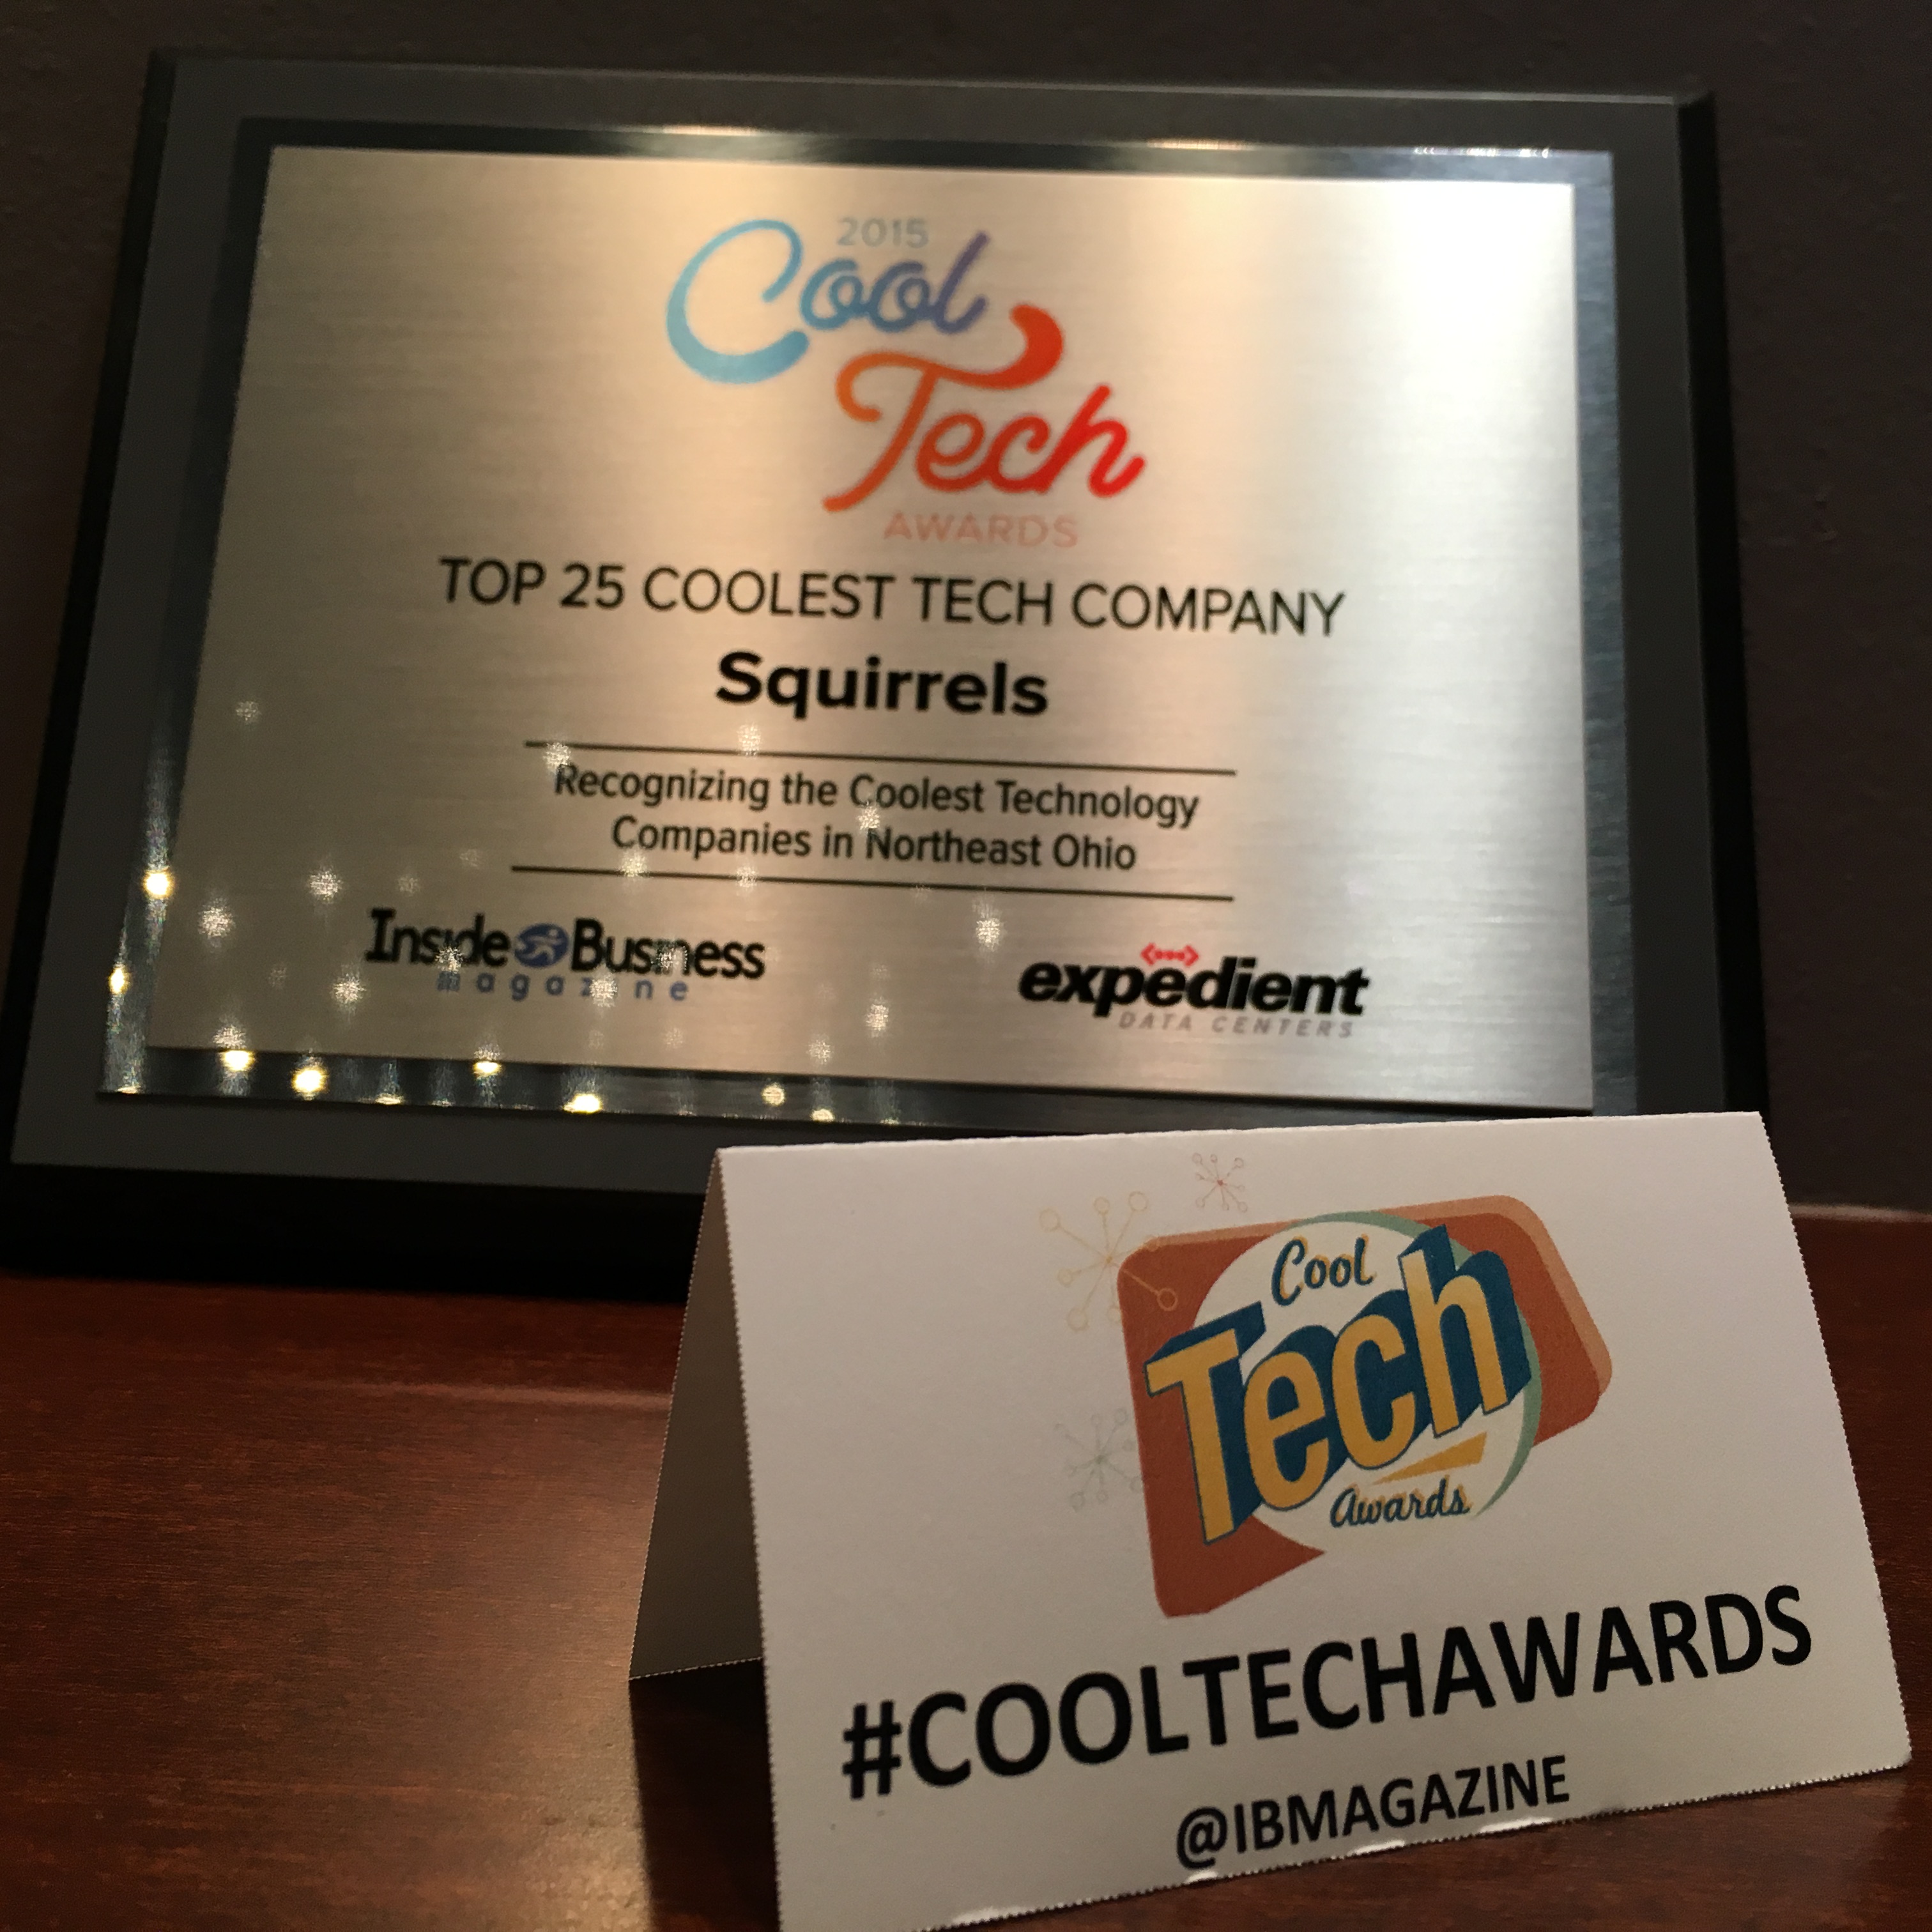 2015
Cool
Tech
AWARDS
TOP 25 COOLEST TECH COMPANY
Squirrels
Recognizing the Coolest Technology
Companies in Northeast Ohio
Inside Business
magazine
expedient
DATA CENTERS
Cool
Tech
Awards
#COOLTECHAWARDS
@IBMAGAZINE